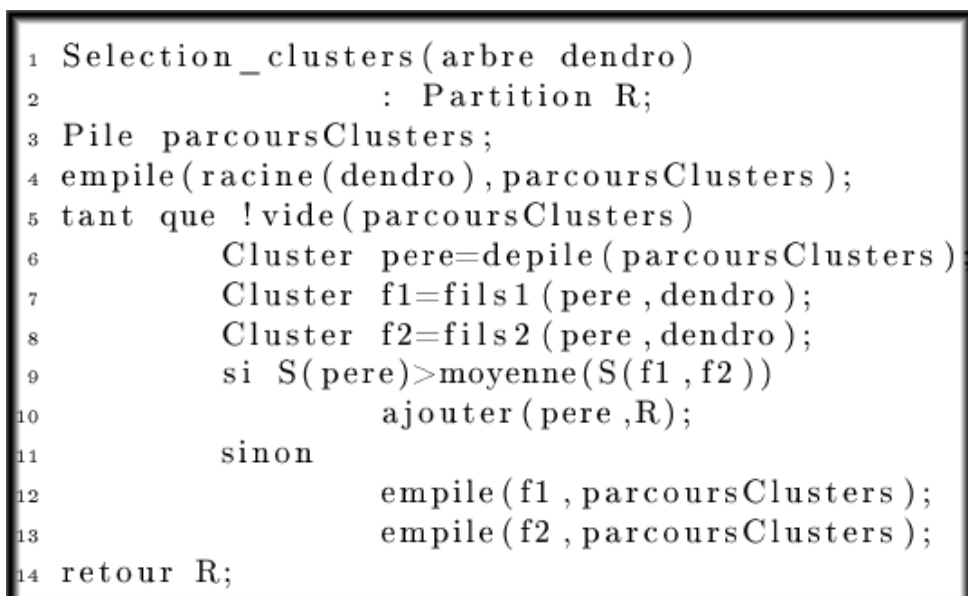 1 Selection_clusters(arbre dendro)
2 : Partition R;
3 Pile parcoursClusters;
4 empile(racine(dendro),parcoursClusters);
5 tant que !vide(parcoursClusters)
6 Cluster pere=depile(parcoursClusters);
7 Cluster f1=fils1(pere,dendro);
8 Cluster f2=fils2(pere,dendro);
9 si S(pere)>moyenne(S(f1,f2))
10 ajouter(pere,R);
11 sinon
12 empile(f1,parcoursClusters);
13 empile(f2,parcoursClusters);
14 retour R;